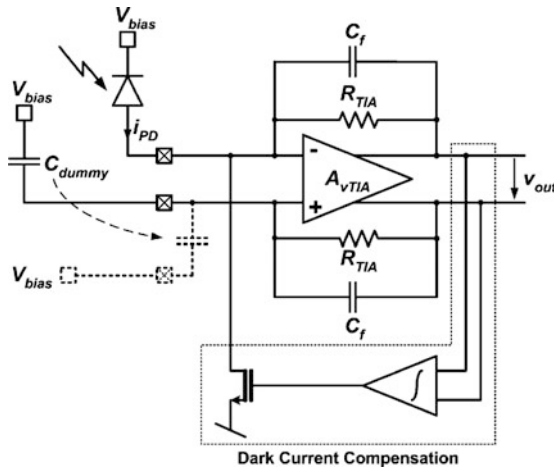 V_bias
C_f
V_bias
R_TIA
i_PD
C_dummy
-
A_vTIA
v_out
+
R_TIA
V_bias
C_f
∫
Dark Current Compensation